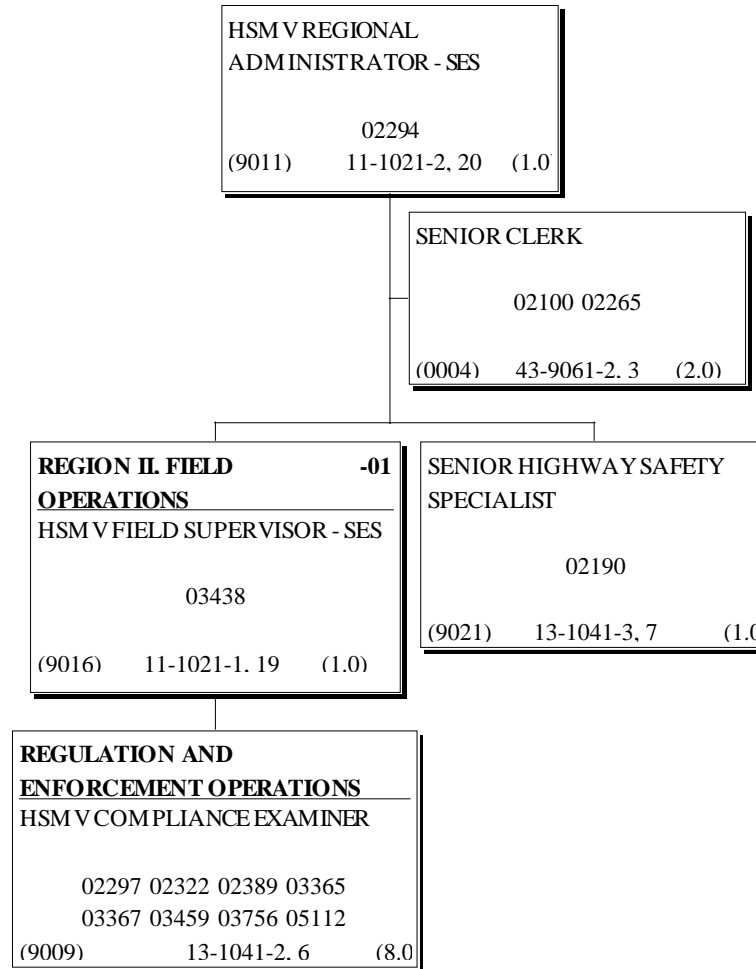 HSMV REGIONAL
ADMINISTRATOR - SES
02294
(9011) 11-1021-2, 20 (1.0
SENIOR CLERK
02100 02265
(0004) 43-9061-2, 3 (2.0)
REGION II, FIELD -01
OPERATIONS
HSMV FIELD SUPERVISOR - SES
03438
(9016) 11-1021-1, 19 (1.0)
SENIOR HIGHWAY SAFETY
SPECIALIST
02190
(9021) 13-1041-3, 7 (1.0
REGULATION AND
ENFORCEMENT OPERATIONS
HSMV COMPLIANCE EXAMINER
02297 02322 02389 03365
03367 03459 03756 05112
(9009) 13-1041-2, 6 (8.0